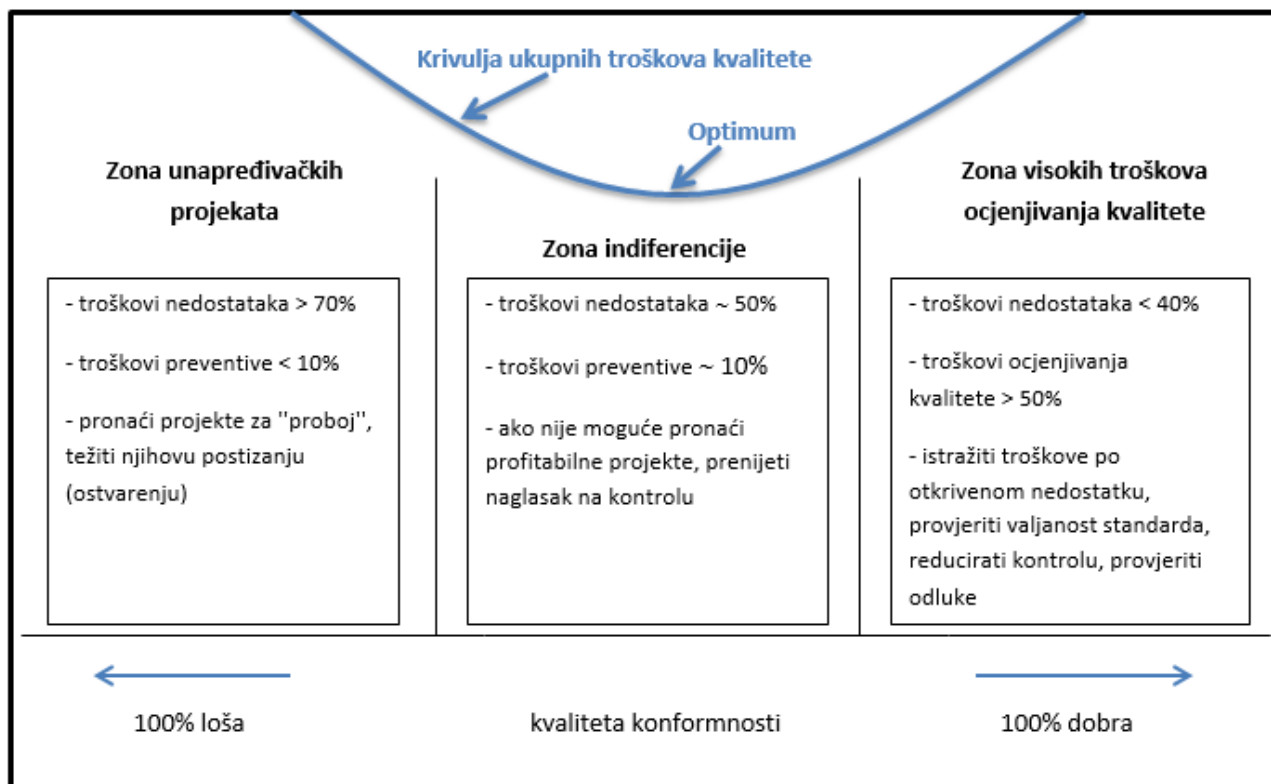 Krivulja ukupnih troškova kvalitete
Optimum
Zona unapređivačkih
projekata
- troškovi nedostataka > 70%
- troškovi preventive < 10%
- pronaći projekte za "proboj",
težiti njihovu postizanju
(ostvarenju)
Zona indiferencije
- troškovi nedostataka ~ 50%
- troškovi preventive ~ 10%
- ako nije moguće pronaći
profitabilne projekte, prenijeti
naglasak na kontrolu
Zona visokih troškova
ocjenjivanja kvalitete
- troškovi nedostataka < 40%
- troškovi ocjenjivanja
kvalitete > 50%
- istražiti troškove po
otkrivenom nedostatku,
provjeriti valjanost standarda,
reducirati kontrolu, provjeriti
odluke
100% loša
kvaliteta konformnosti
100% dobra